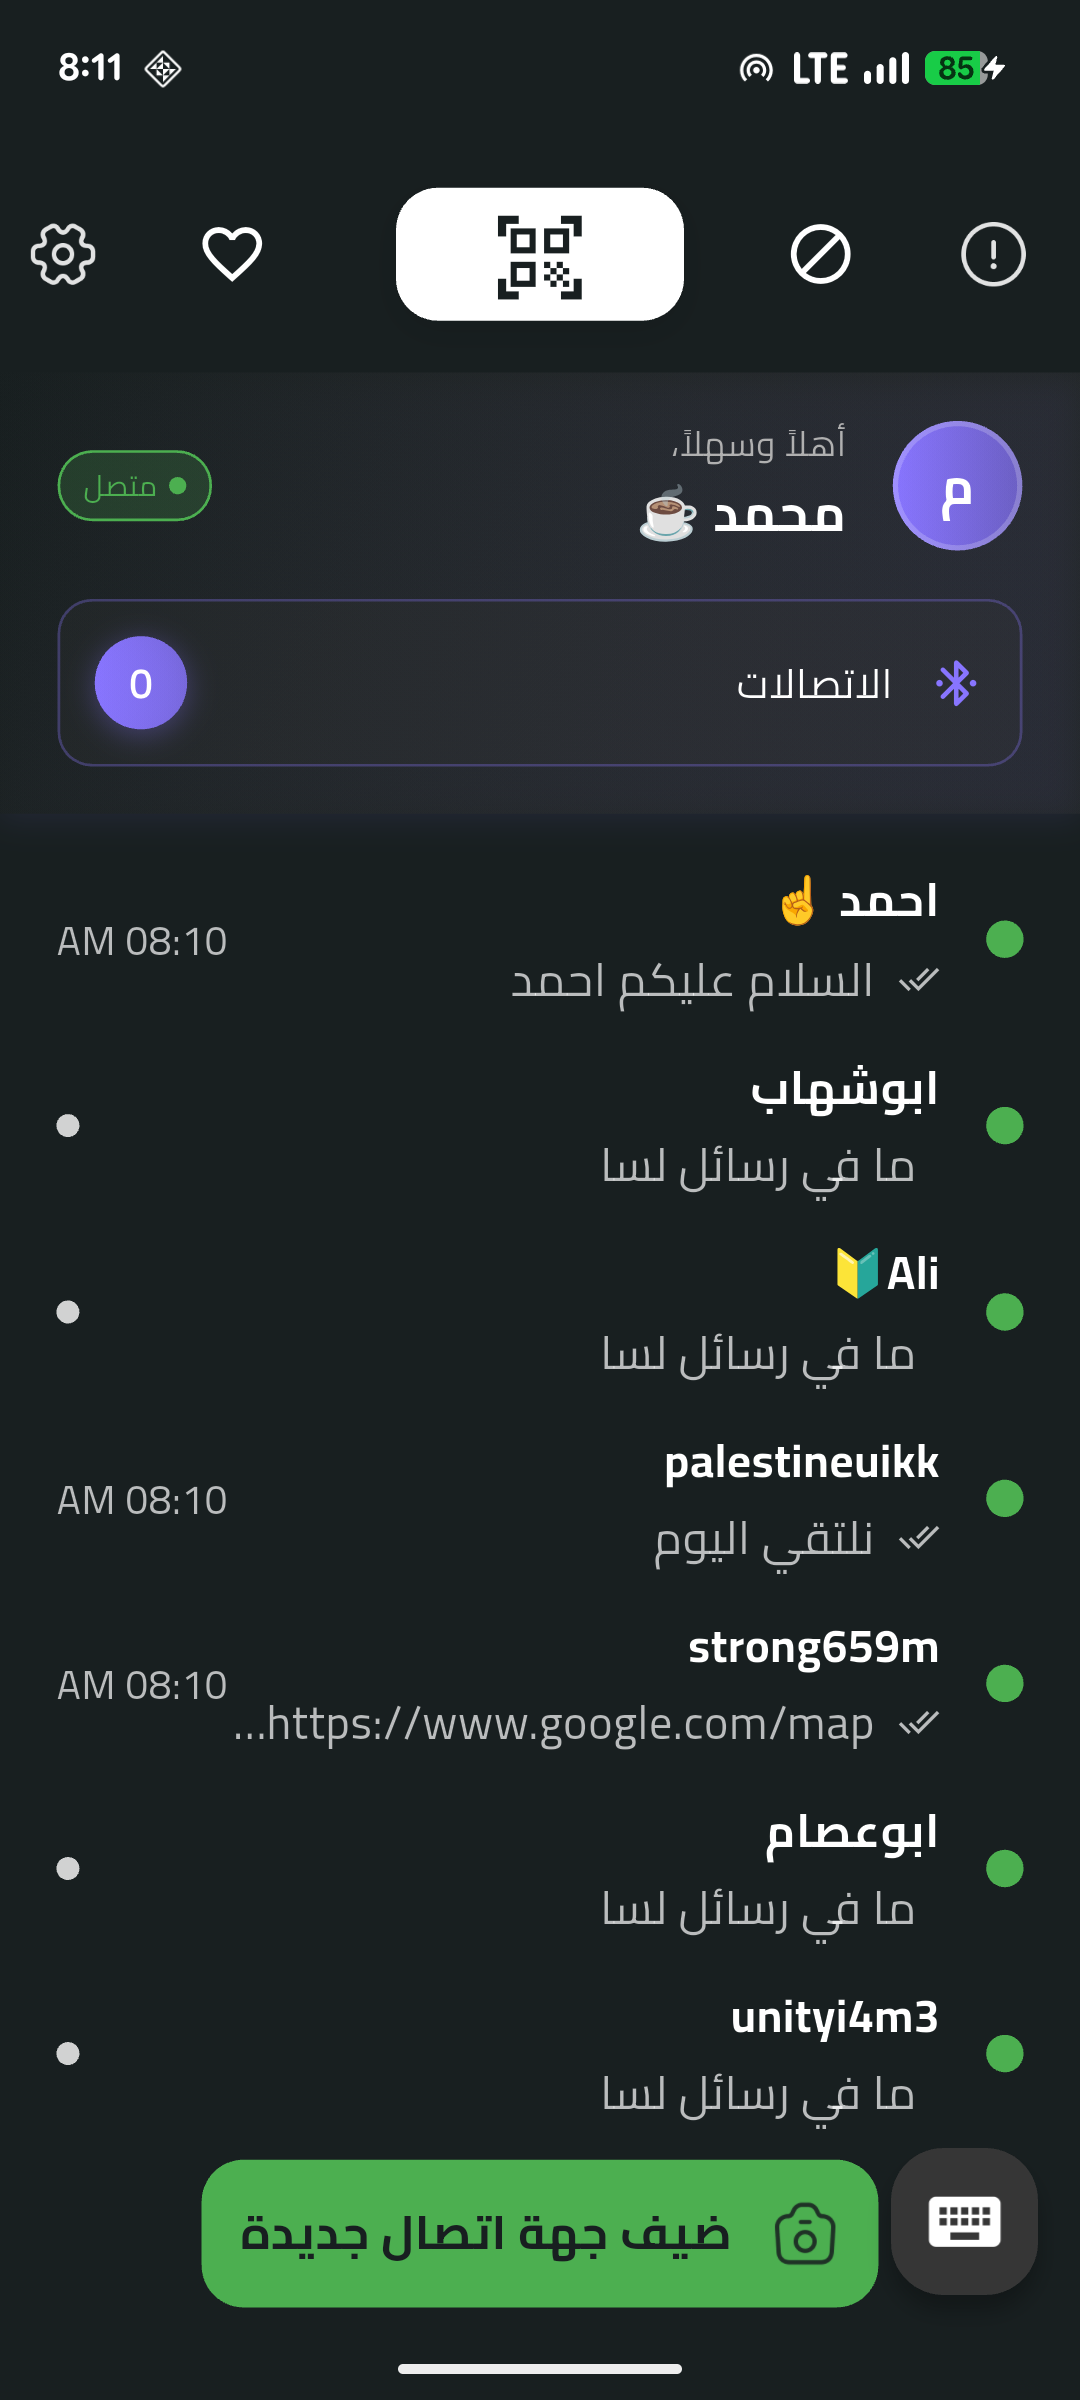 8:11 LTE 85
أهلاً وسهلاً،
م
محمد ☕
متصل
الاتصالات
0
احمد ☝
08:10 AM
السلام عليكم احمد
ابوشهاب
ما في رسائل لسا
Ali🔰
ما في رسائل لسا
palestineuikk
08:10 AM
نلتقي اليوم
strong659m
08:10 AM
https://www.google.com/map...
ابوعصام
ما في رسائل لسا
unityi4m3
ما في رسائل لسا
ضيف جهة اتصال جديدة